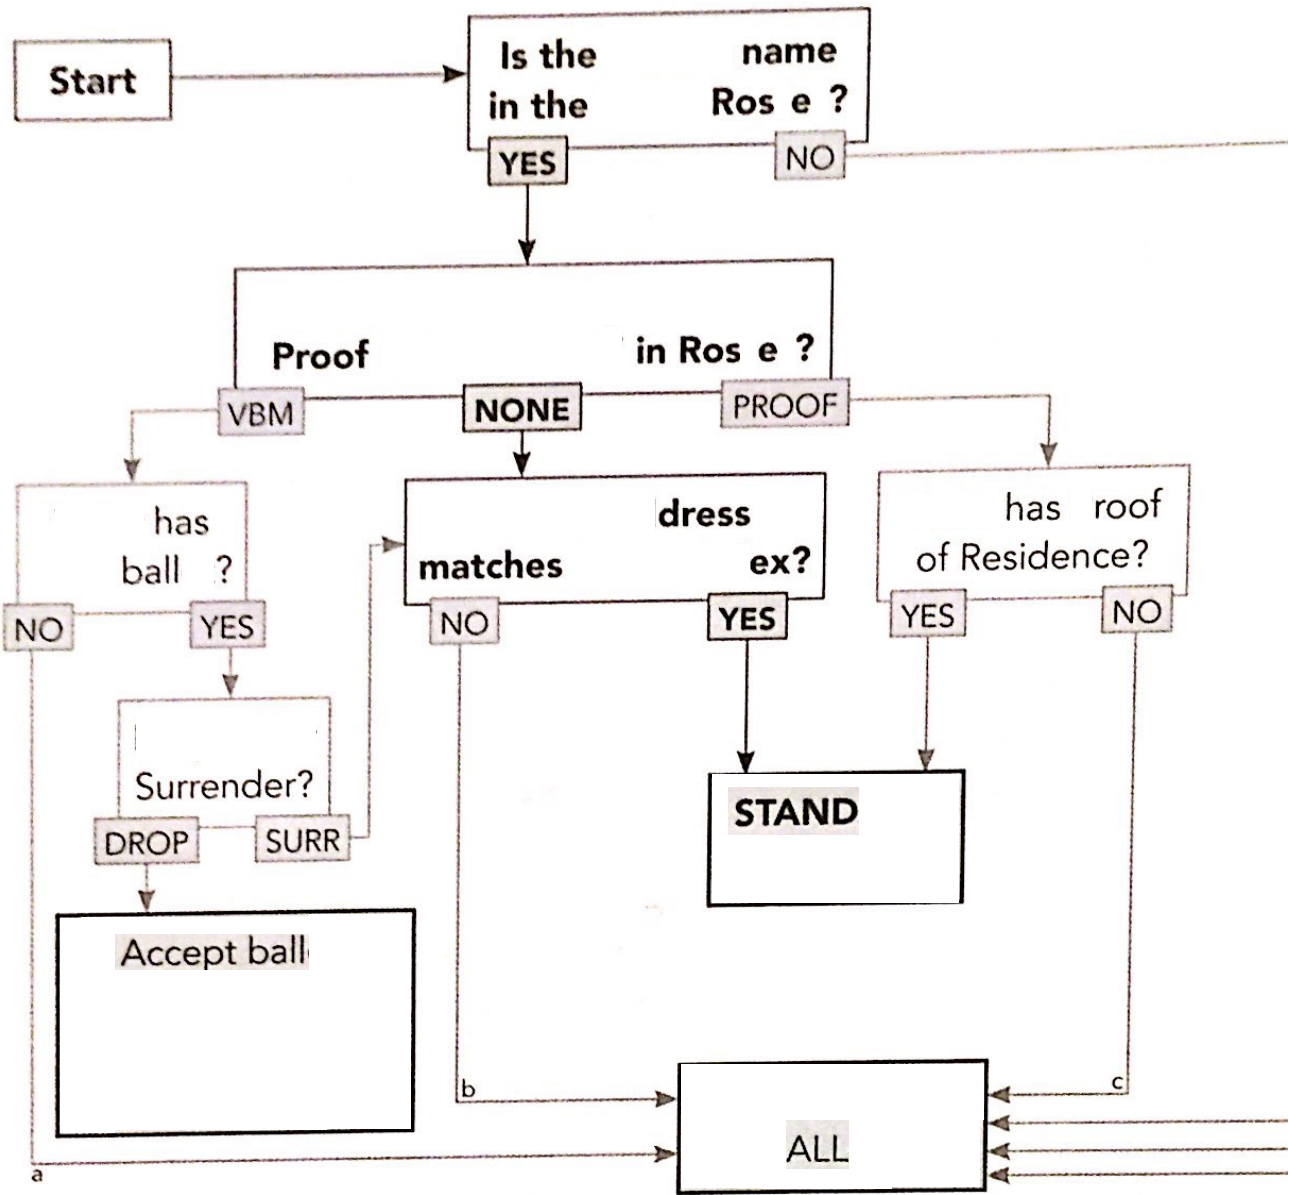 Start
Is the name
in the Ros e ?
YES
NO
Proof in Ros e ?
VBM
NONE
PROOF
has
ball ?
NO
YES
dress
matches ex?
NO
YES
has roof
of Residence?
YES
NO
Surrender?
DROP
SURR
STAND
Accept ball
b
c
ALL
a